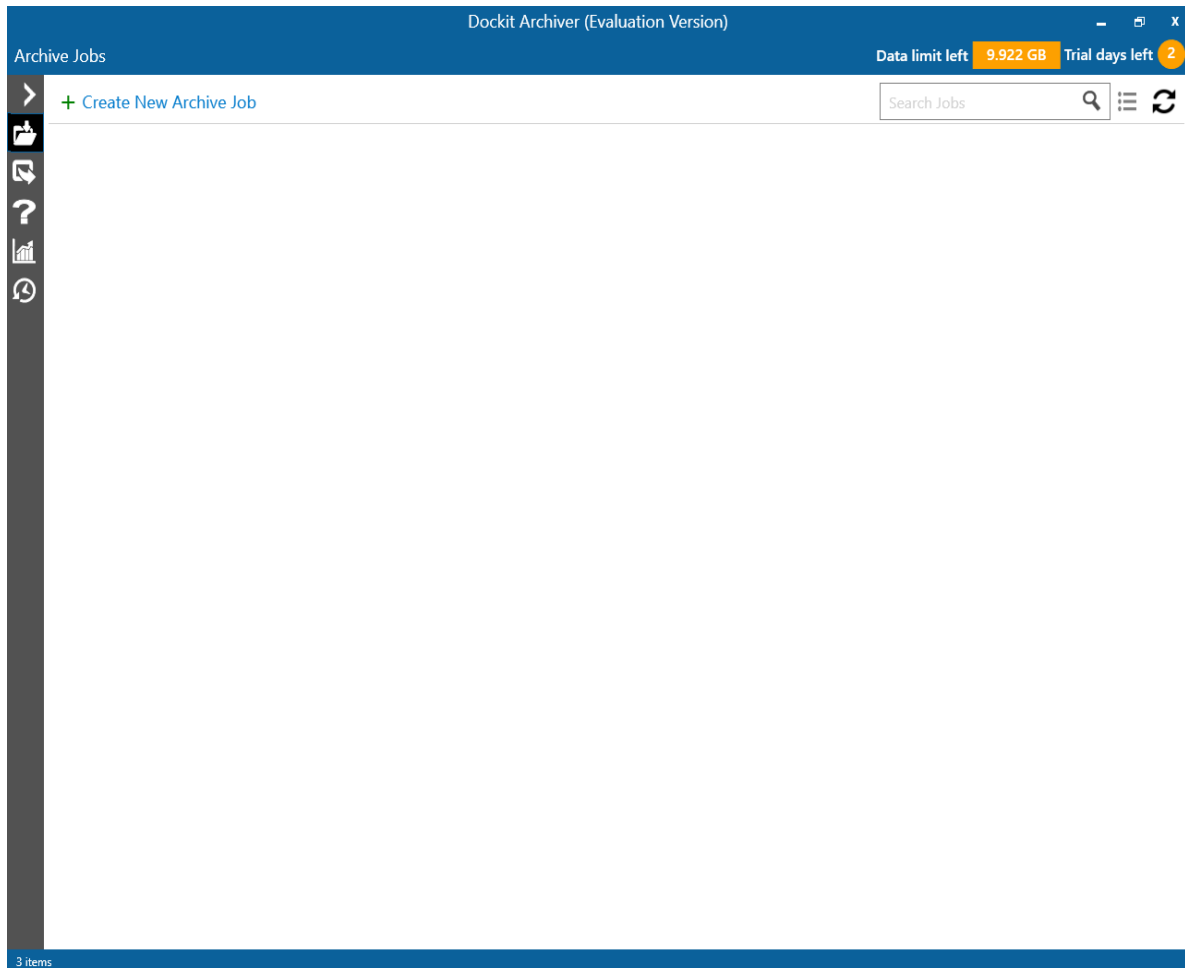 Dockit Archiver (Evaluation Version)
Archive Jobs
Data limit left 9.922 GB Trial days left 2
+ Create New Archive Job
Search Jobs
3 items